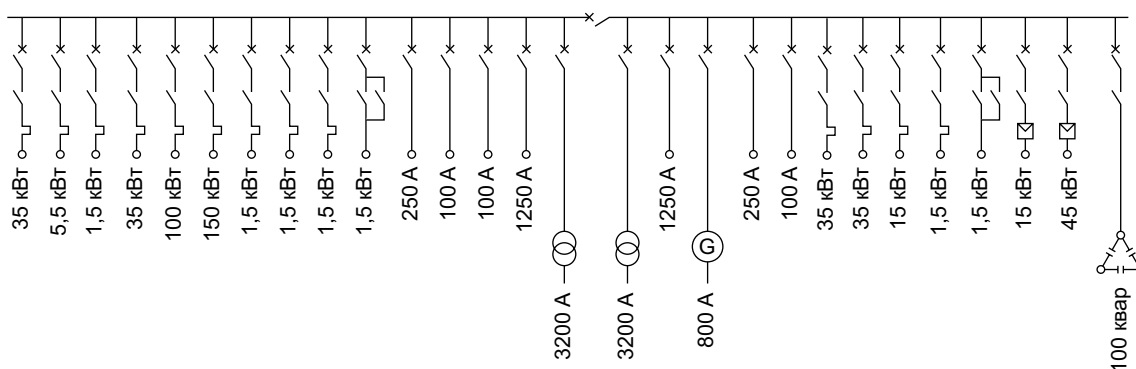 35 кВт
5,5 кВт
1,5 кВт
35 кВт
100 кВт
150 кВт
1,5 кВт
1,5 кВт
1,5 кВт
1,5 кВт
250 А
100 А
100 А
1250 А
3200 А
3200 А
1250 А
G
800 А
250 А
100 А
35 кВт
35 кВт
15 кВт
1,5 кВт
1,5 кВт
15 кВт
45 кВт
100 квар